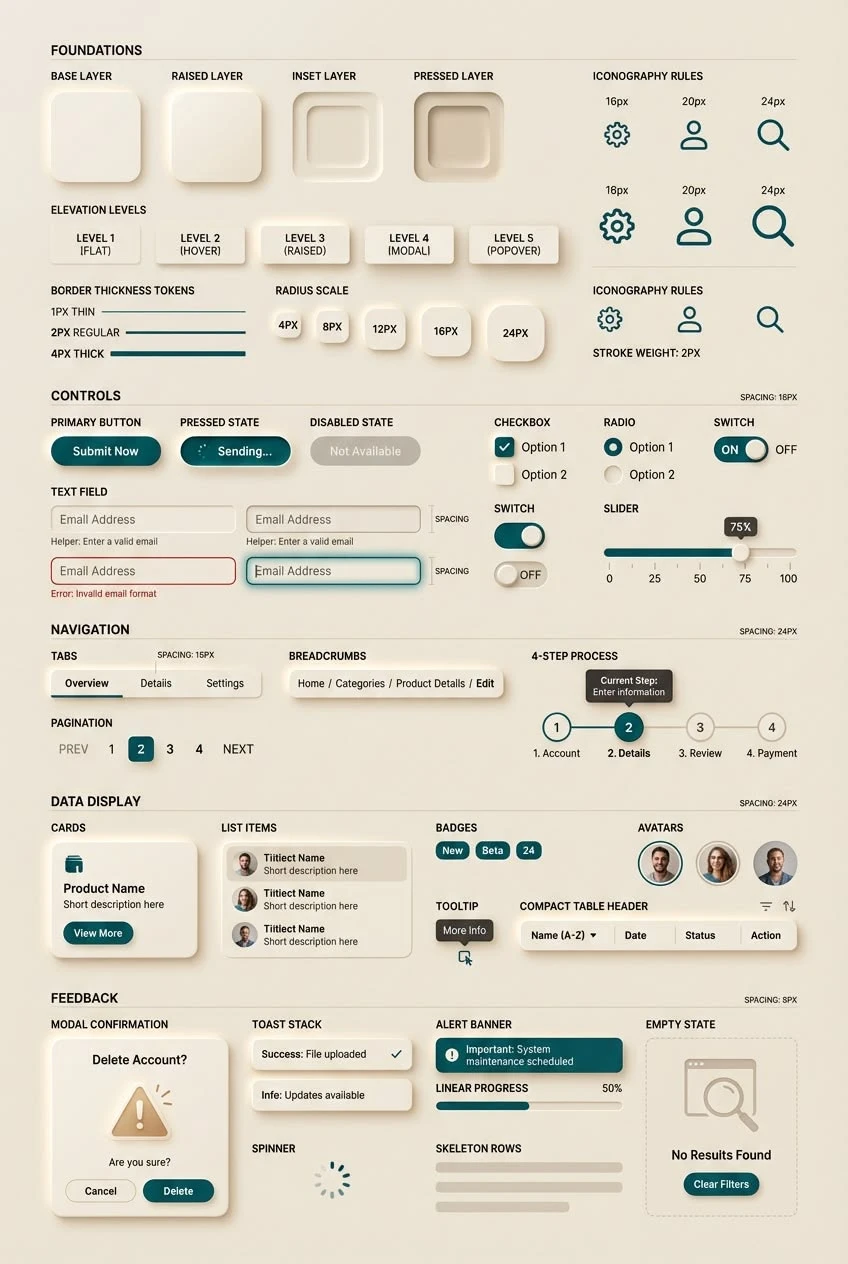 FOUNDATIONS
BASE LAYER
RAISED LAYER
INSET LAYER
PRESSED LAYER
ICONOGRAPHY RULES
16px
20px
24px
16px
20px
24px
ELEVATION LEVELS
LEVEL 1
(FLAT)
LEVEL 2
(HOVER)
LEVEL 3
(RAISED)
LEVEL 4
(MODAL)
LEVEL 5
(POPOVER)
BORDER THICKNESS TOKENS
1PX THIN
2PX REGULAR
4PX THICK
RADIUS SCALE
4PX
8PX
12PX
16PX
24PX
ICONOGRAPHY RULES
STROKE WEIGHT: 2PX
CONTROLS
SPACING: 18PX
PRIMARY BUTTON
Submit Now
PRESSED STATE
Sending...
DISABLED STATE
Not Available
CHECKBOX
Option 1
Option 2
RADIO
Option 1
Option 2
SWITCH
ON
OFF
TEXT FIELD
Email Address
Helper: Enter a valid email
Email Address
Helper: Enter a valid email
SPACING
Email Address
Error: Invalid email format
Email Address
SPACING
SWITCH
OFF
SLIDER
75%
0
25
50
75
100
NAVIGATION
SPACING: 24PX
TABS
SPACING: 15PX
Overview
Details
Settings
BREADCRUMBS
Home / Categories / Product Details / Edit
4-STEP PROCESS
Current Step:
Enter information
1
2
3
4
1. Account
2. Details
3. Review
4. Payment
PAGINATION
PREV 1 2 3 4 NEXT
DATA DISPLAY
SPACING: 24PX
CARDS
Product Name
Short description here
View More
LIST ITEMS
Tiitiect Name
Short description here
Tiitiect Name
Short description here
Tiitiect Name
Short description here
BADGES
New
Beta
24
AVATARS
TOOLTIP
More Info
COMPACT TABLE HEADER
Name (A-Z)
Date
Status
Action
FEEDBACK
SPACING: 8PX
MODAL CONFIRMATION
Delete Account?
Are you sure?
Cancel
Delete
TOAST STACK
Success: File uploaded
Infe: Updates available
SPINNER
ALERT BANNER
Important: System
maintenance scheduled
LINEAR PROGRESS
50%
SKELETON ROWS
EMPTY STATE
No Results Found
Clear Filters